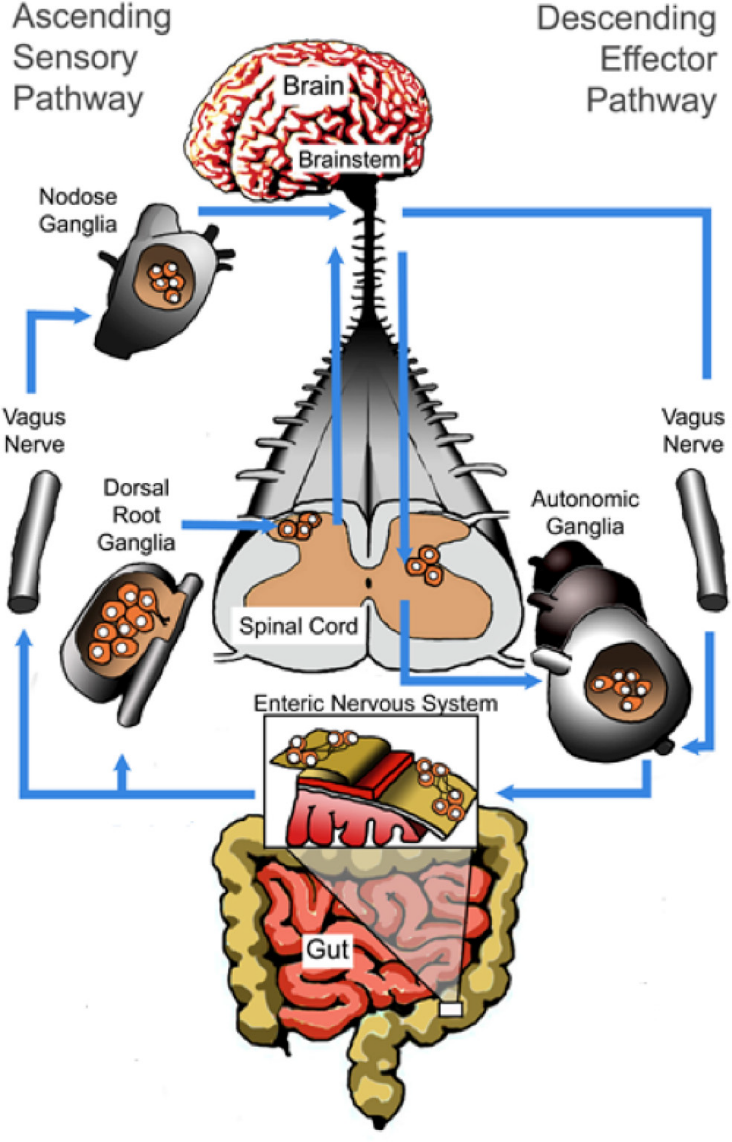 Ascending
Sensory
Pathway
Descending
Effector
Pathway
Brain
Brainstem
Nodose
Ganglia
Vagus
Nerve
Vagus
Nerve
Dorsal
Root
Ganglia
Autonomic
Ganglia
Spinal Cord
Enteric Nervous System
Gut